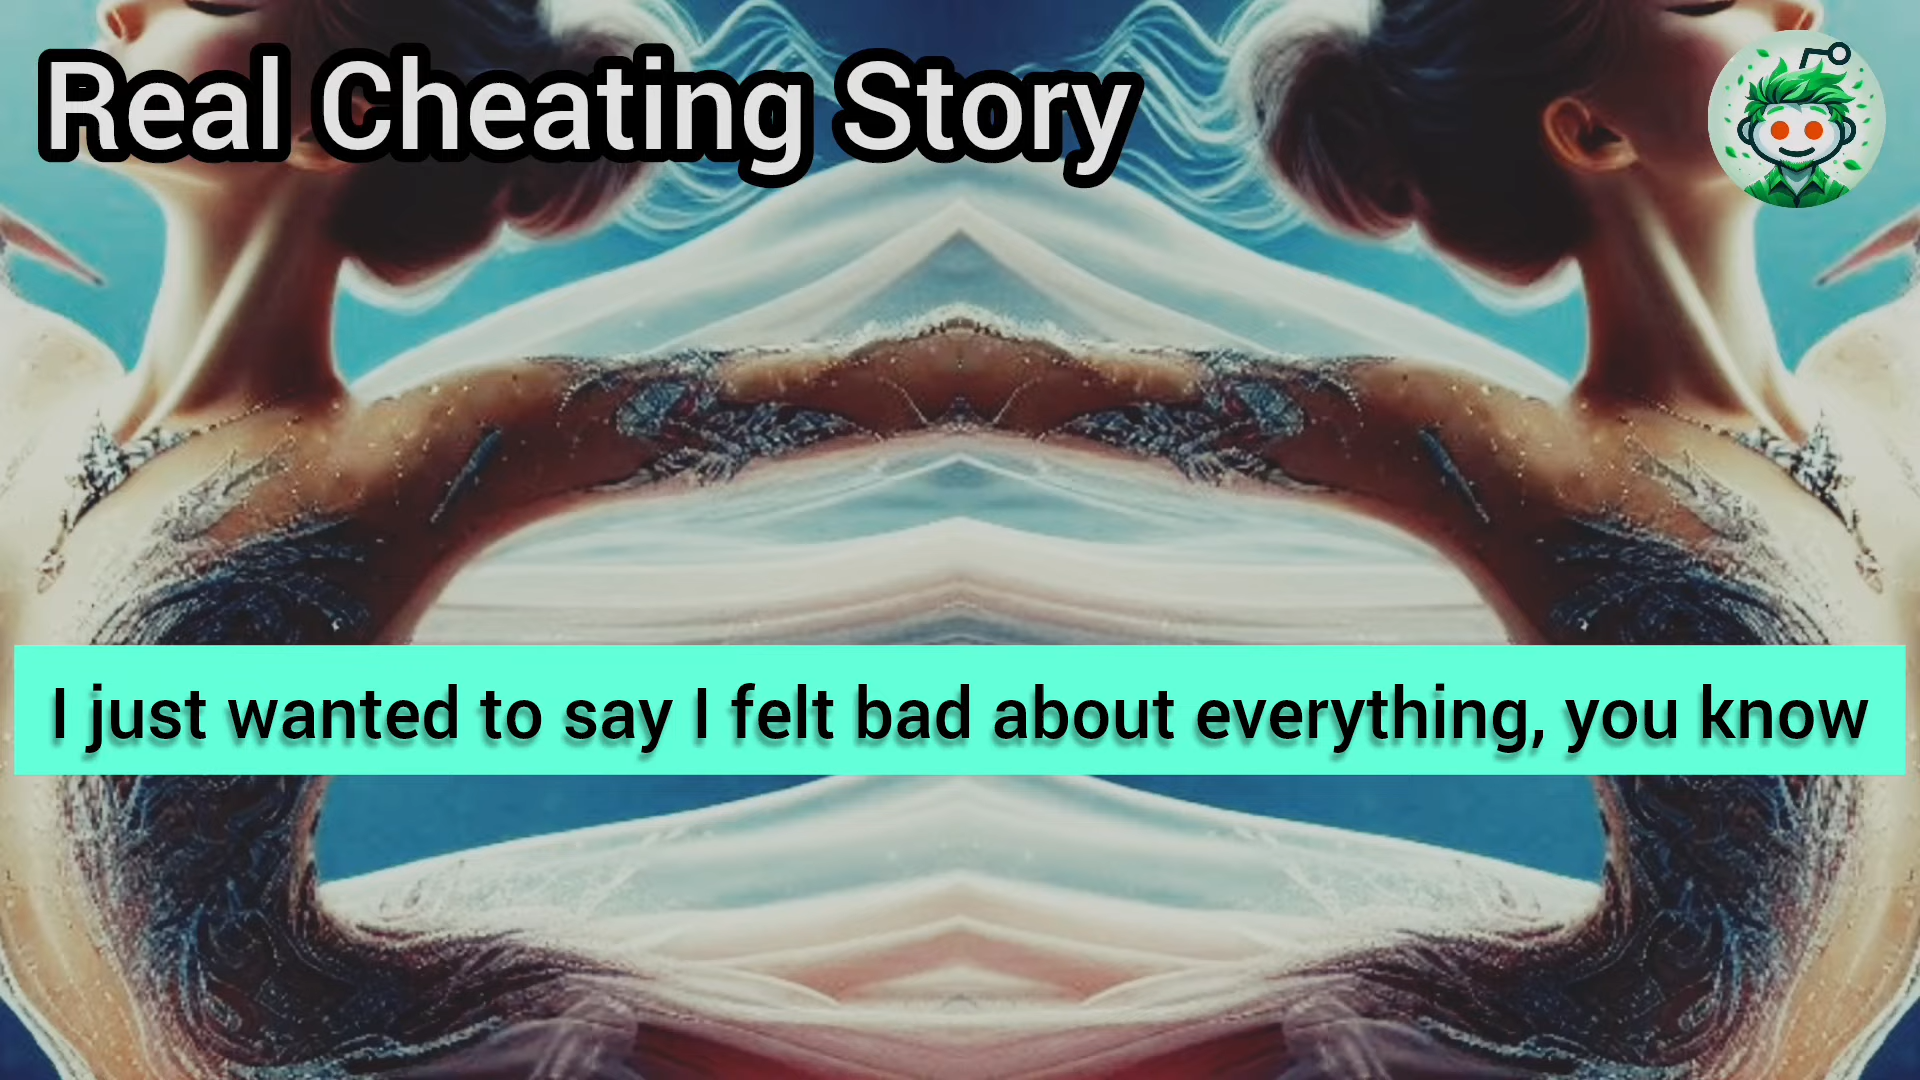 Real Cheating Story
I just wanted to say I felt bad about everything, you know